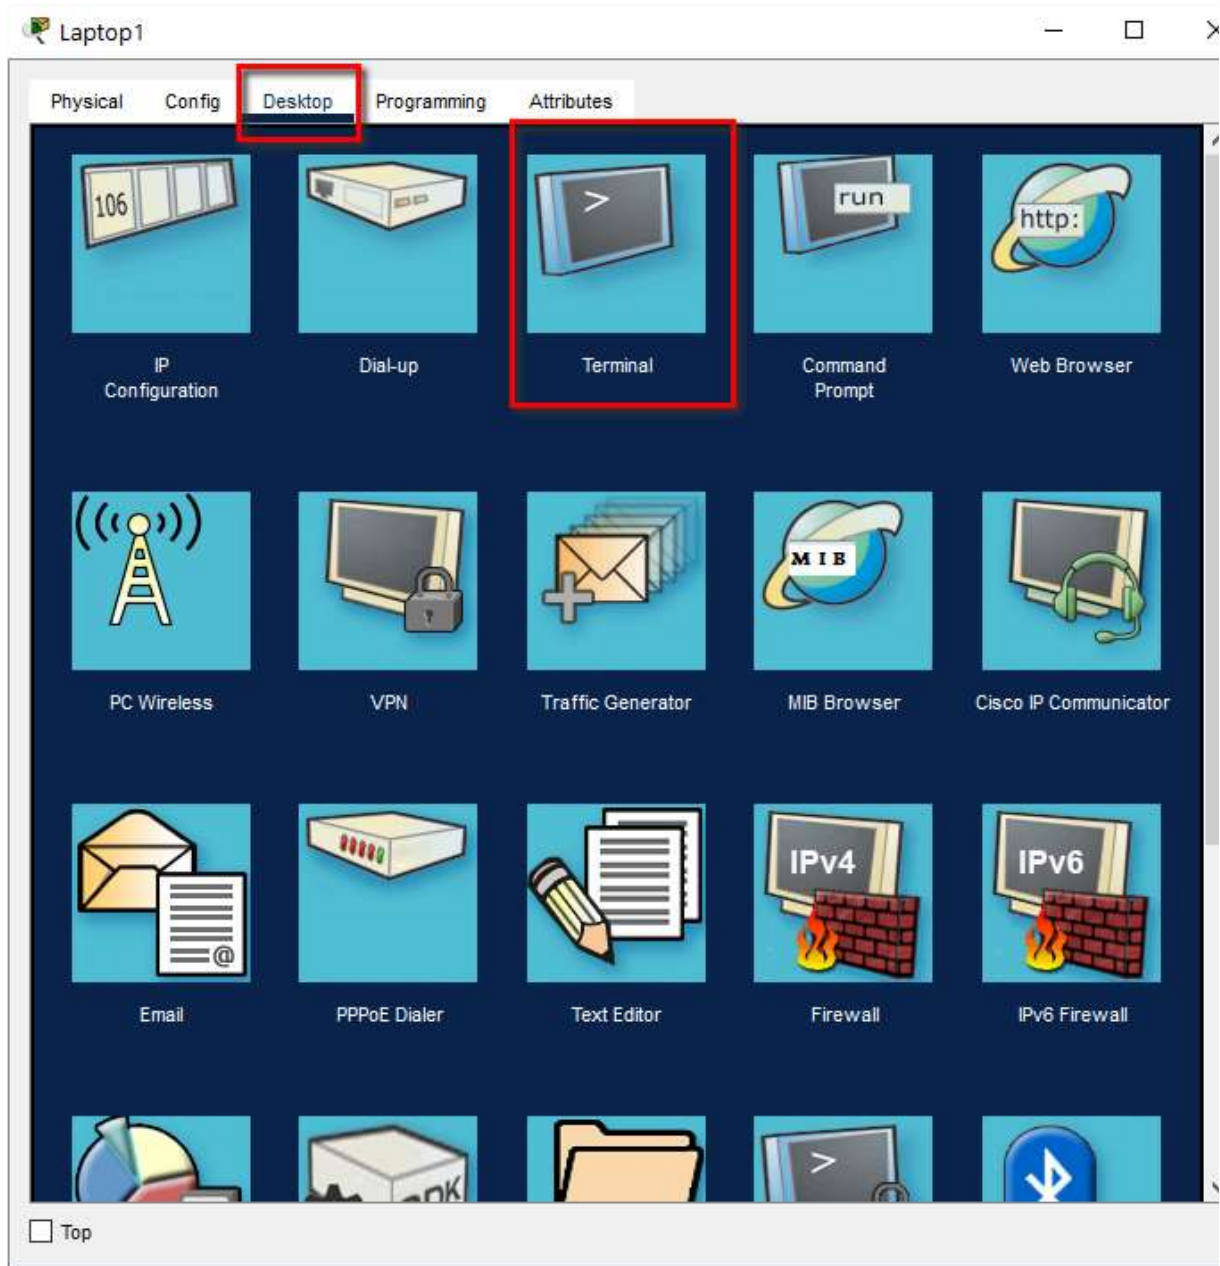 Laptop1
Physical Config Desktop Programming Attributes
106
>
run
http:
IP
Configuration
Dial-up
Terminal
Command
Prompt
Web Browser
MIB
PC Wireless
VPN
Traffic Generator
MIB Browser
Cisco IP Communicator
@
IPv4
IPv6
Email
PPPoE Dialer
Text Editor
Firewall
IPv6 Firewall
>
Top